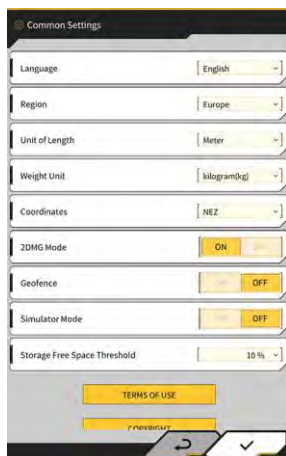 Common Settings
Language English
Region Europe
Unit of Length Meter
Weight Unit kilogram(kg)
Coordinates NEZ
2DMG Mode ON
Geofence OFF
Simulator Mode OFF
Storage Free Space Threshold 10 %
TERMS OF USE
COPYRIGHT